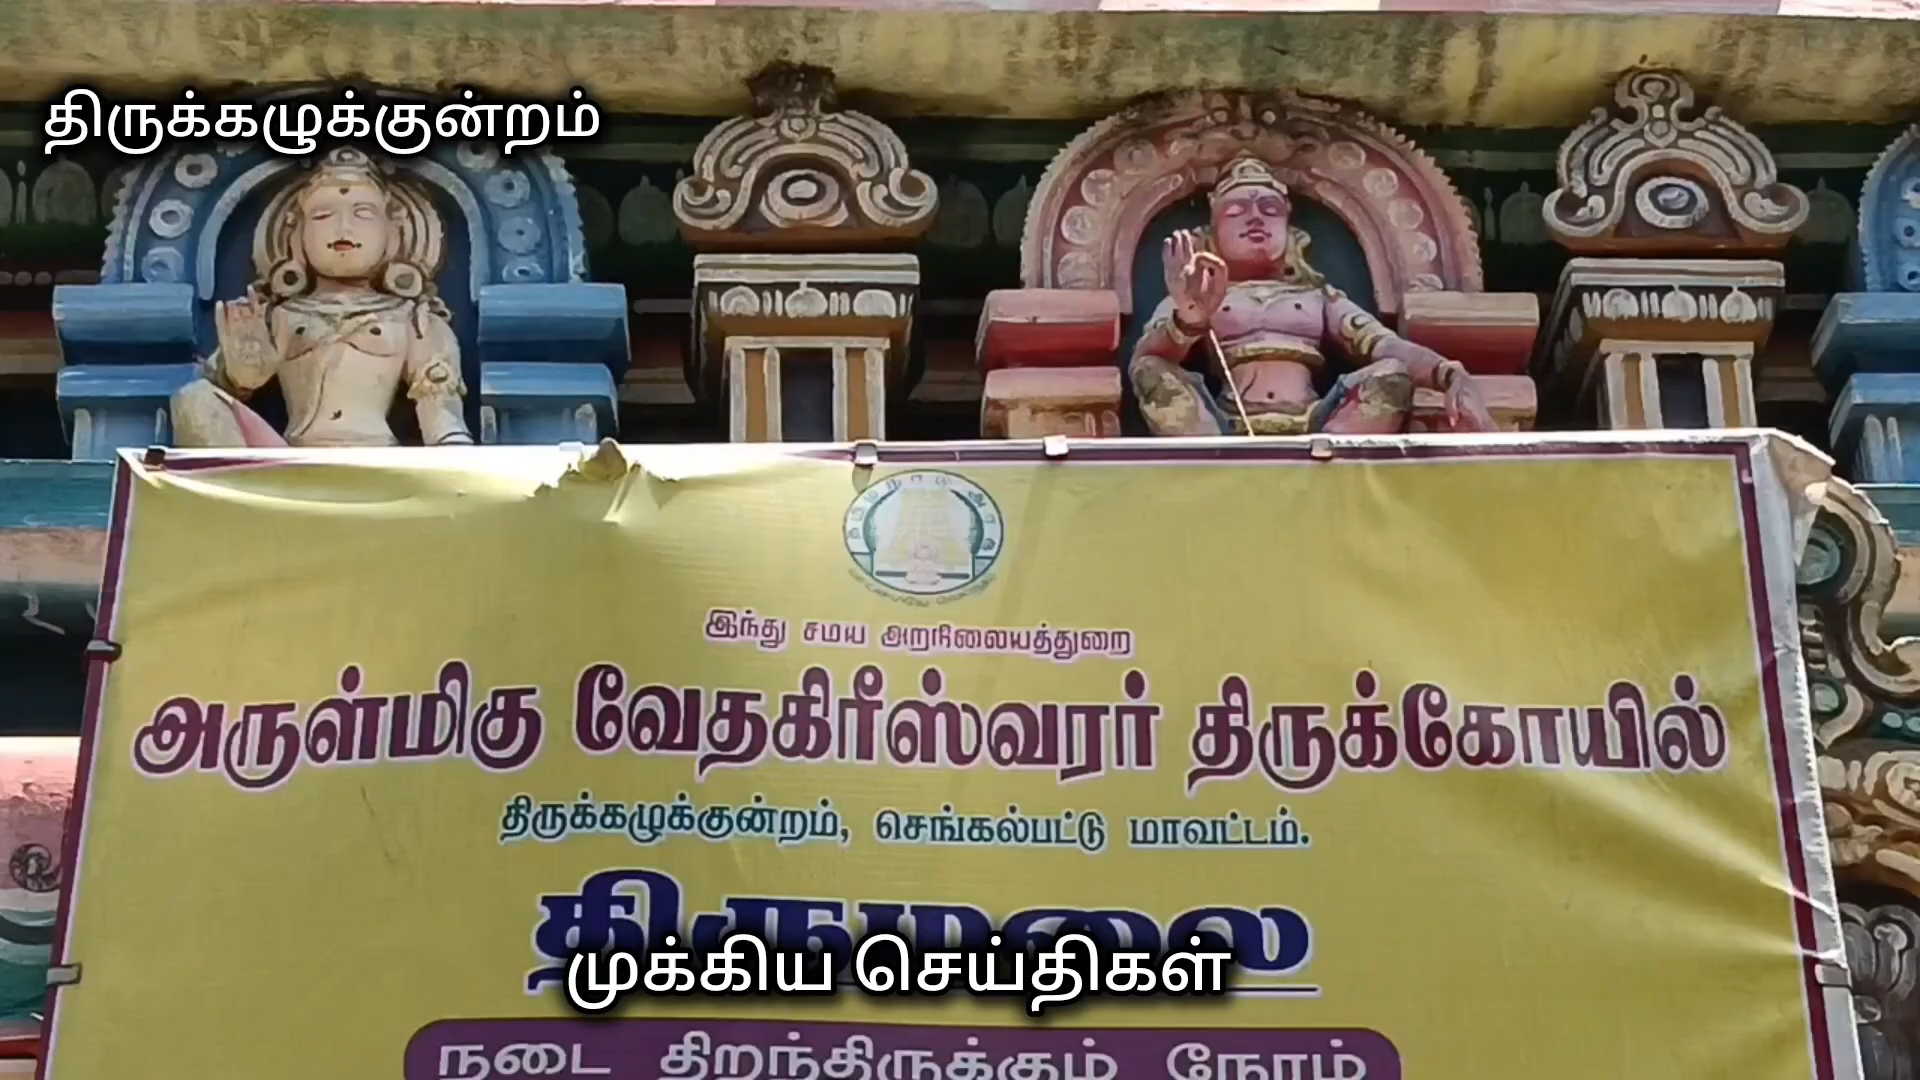 திருக்கழுக்குன்றம்
இந்து சமய அறநிலையத்துறை
அருள்மிகு வேதகிரீஸ்வரர் திருக்கோயில்
திருக்கழுக்குன்றம், செங்கல்பட்டு மாவட்டம்.
திருமலை
முக்கிய செய்திகள்
நடை திறந்திருக்கும் நேரம்